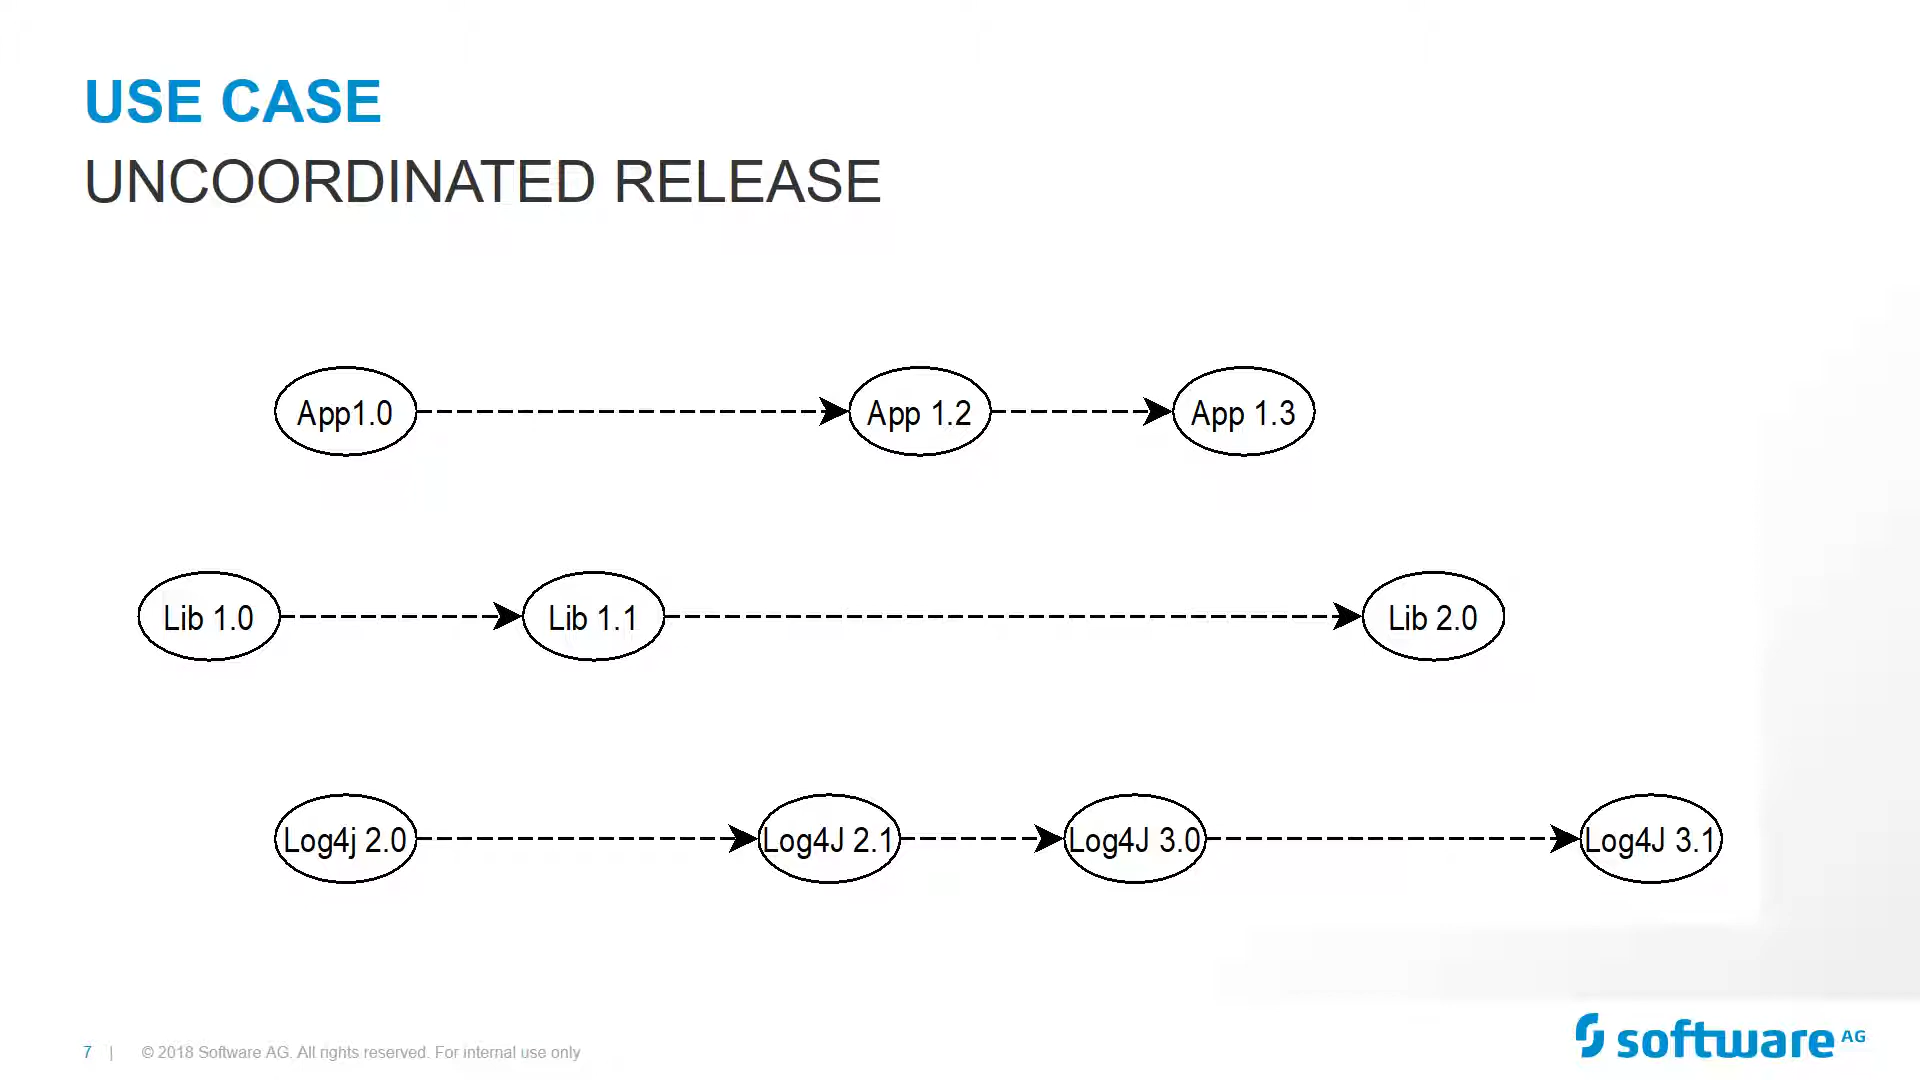 USE CASE
UNCOORDINATED RELEASE
App1.0
App 1.2
App 1.3
Lib 1.0
Lib 1.1
Lib 2.0
Log4j 2.0
Log4J 2.1
Log4J 3.0
Log4J 3.1
7 | © 2018 Software AG. All rights reserved. For internal use only
software AG